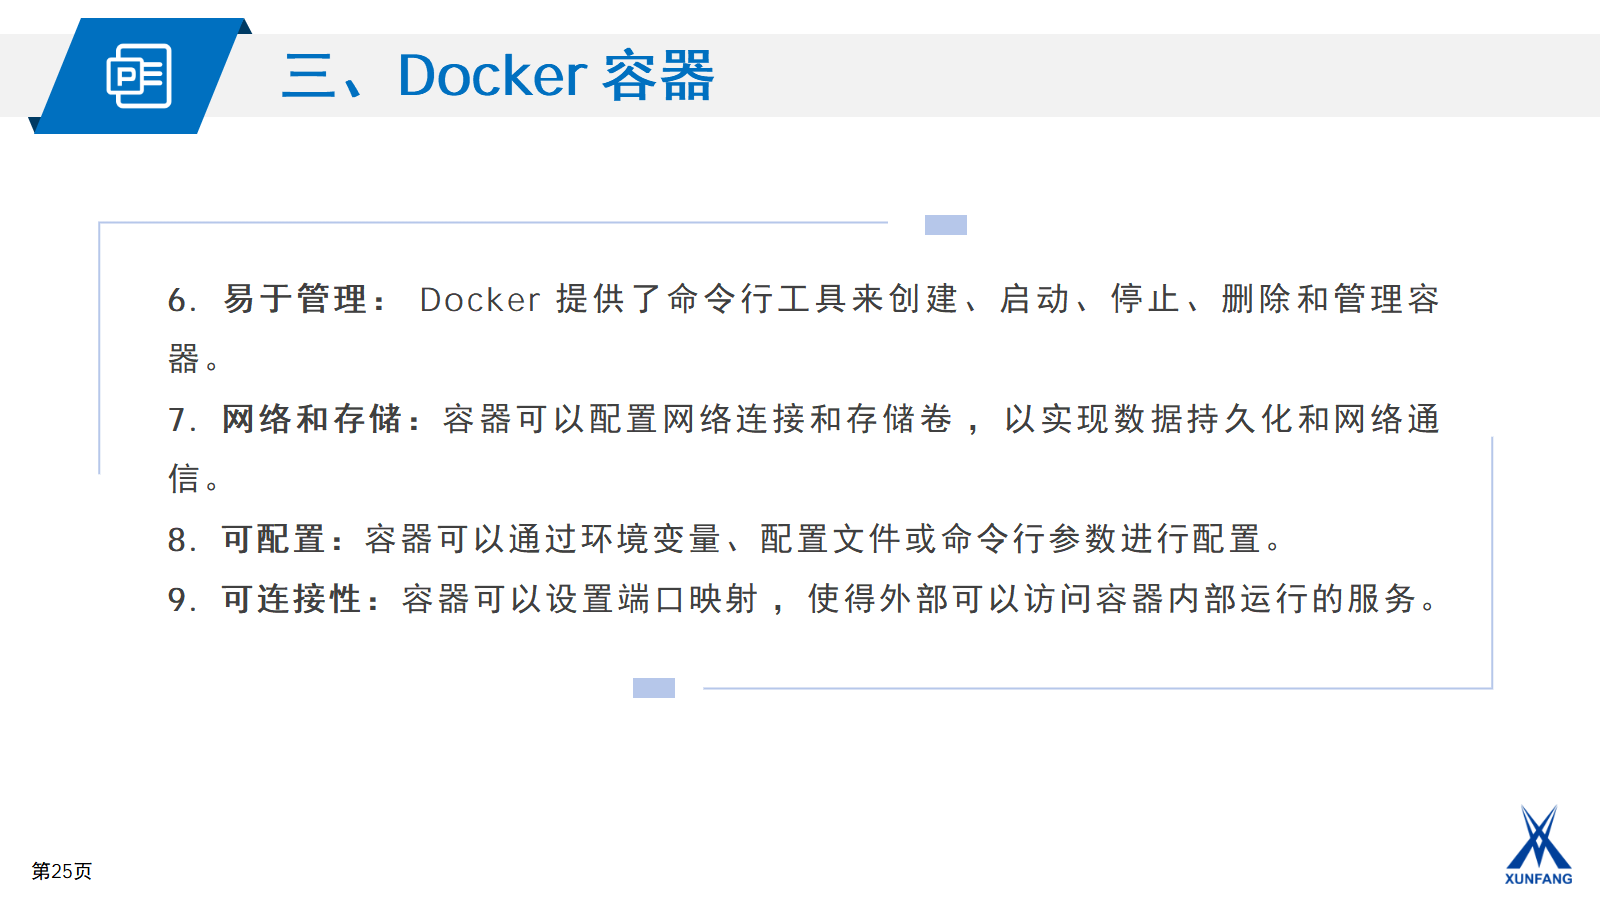 三、Docker 容器
6. 易于管理： Docker 提供了命令行工具来创建、启动、停止、删除和管理容
器。
7. 网络和存储：容器可以配置网络连接和存储卷，以实现数据持久化和网络通
信。
8. 可配置：容器可以通过环境变量、配置文件或命令行参数进行配置。
9. 可连接性：容器可以设置端口映射，使得外部可以访问容器内部运行的服务。
第25页
XUNFANG